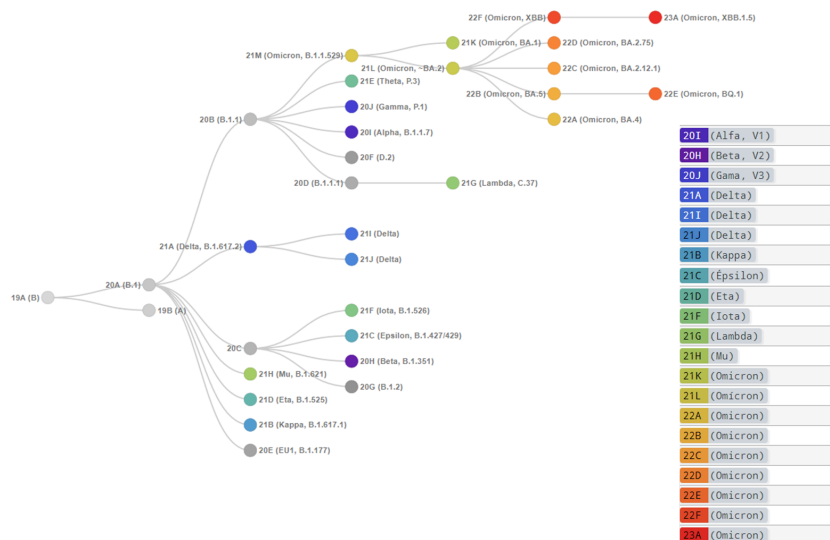 22F (Omicron, XBB)
23A (Omicron, XBB.1.5)
21K (Omicron, BA.1)
22D (Omicron, BA.2.75)
21M (Omicron, B.1.1.529)
21L (Omicron, ~BA.2)
22C (Omicron, BA.2.12.1)
21E (Theta, P.3)
22B (Omicron, BA.5)
22E (Omicron, BQ.1)
20J (Gamma, P.1)
20B (B.1.1)
22A (Omicron, BA.4)
20I (Alpha, B.1.1.7)
20F (D.2)
20D (B.1.1.1)
21G (Lambda, C.37)
21A (Delta, B.1.617.2)
21I (Delta)
21J (Delta)
20A (B.1)
19A (B)
19B (A)
21F (Iota, B.1.526)
21C (Epsilon, B.1.427/429)
20C
20H (Beta, B.1.351)
21H (Mu, B.1.621)
20G (B.1.2)
21D (Eta, B.1.525)
21B (Kappa, B.1.617.1)
20E (EU1, B.1.177)
20I (Alfa, V1)
20H (Beta, V2)
20J (Gama, V3)
21A (Delta)
21I (Delta)
21J (Delta)
21B (Kappa)
21C (Épsilon)
21D (Eta)
21F (Iota)
21G (Lambda)
21H (Mu)
21K (Omicron)
21L (Omicron)
22A (Omicron)
22B (Omicron)
22C (Omicron)
22D (Omicron)
22E (Omicron)
22F (Omicron)
23A (Omicron)